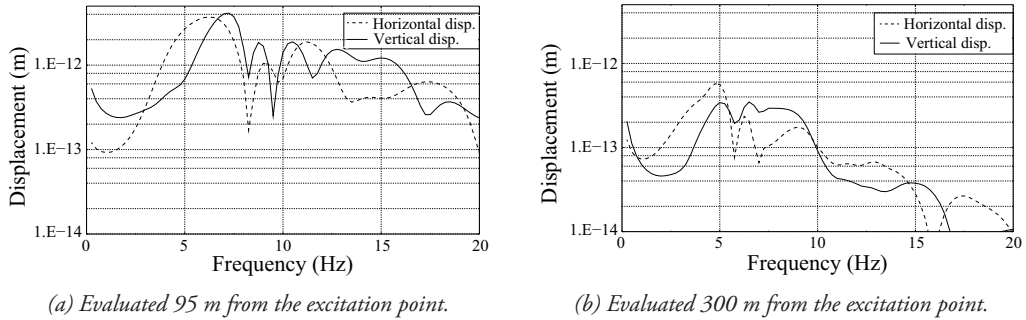 Horizontal disp.
Vertical disp.
Displacement (m)
1.E−12
1.E−13
1.E−14
0
5
10
15
20
Frequency (Hz)
(a) Evaluated 95 m from the excitation point.
Horizontal disp.
Vertical disp.
Displacement (m)
1.E−12
1.E−13
1.E−14
0
5
10
15
20
Frequency (Hz)
(b) Evaluated 300 m from the excitation point.